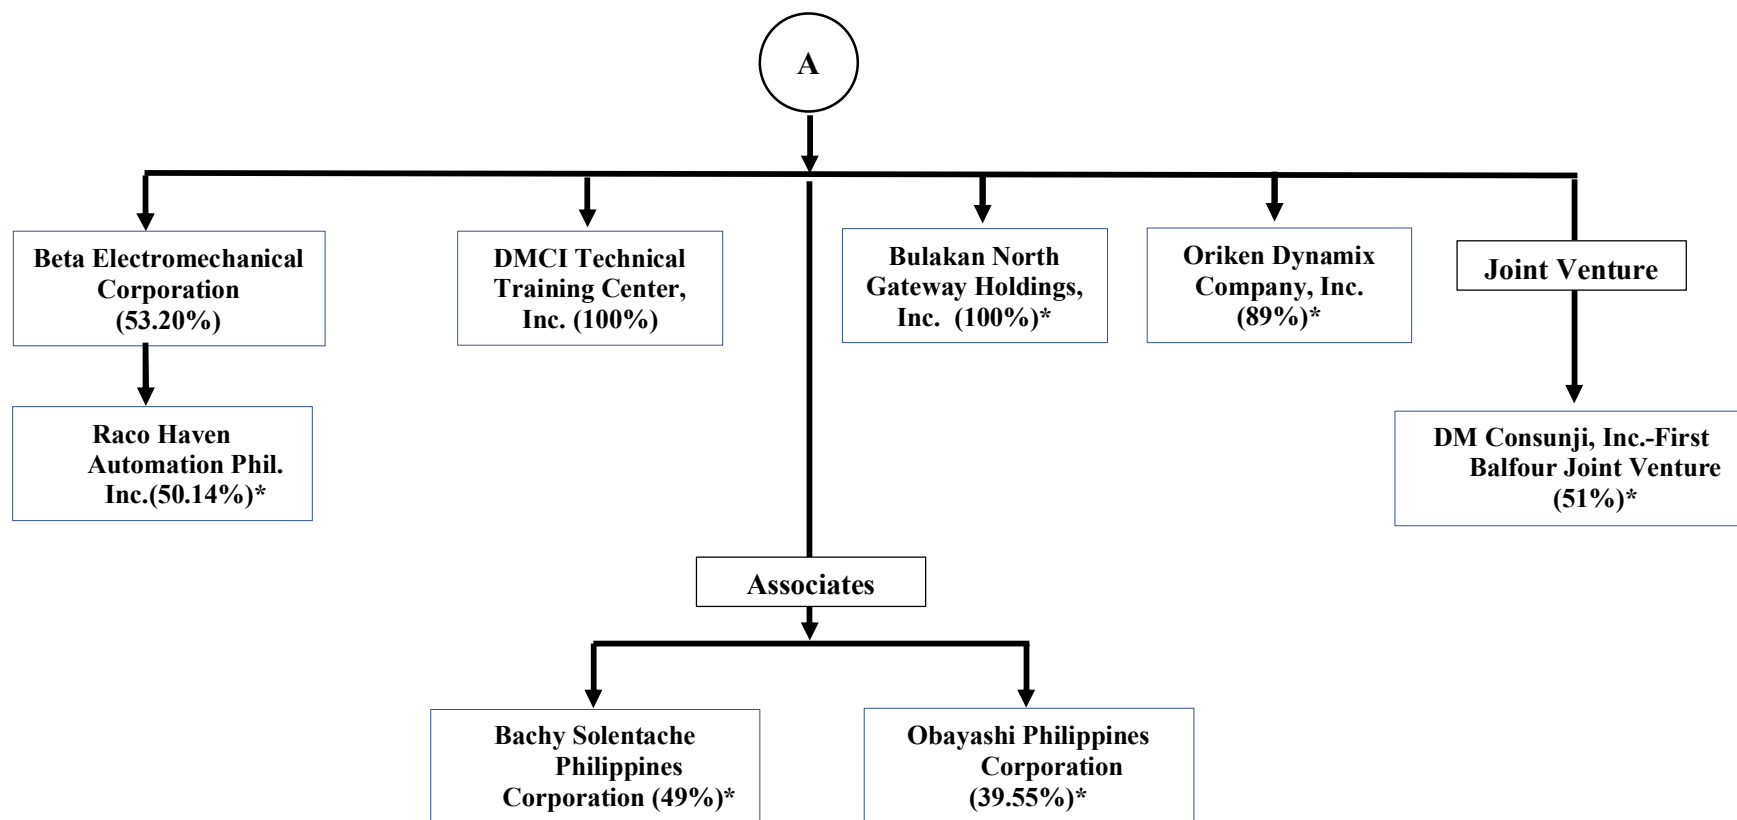 A
Beta Electromechanical
Corporation
(53.20%)
DMCI Technical
Training Center,
Inc. (100%)
Bulakan North
Gateway Holdings,
Inc. (100%)*
Oriken Dynamix
Company, Inc.
(89%)*
Joint Venture
Raco Haven
Automation Phil.
Inc.(50.14%)*
DM Consunji, Inc.-First
Balfour Joint Venture
(51%)*
Associates
Bachy Solentache
Philippines
Corporation (49%)*
Obayashi Philippines
Corporation
(39.55%)*